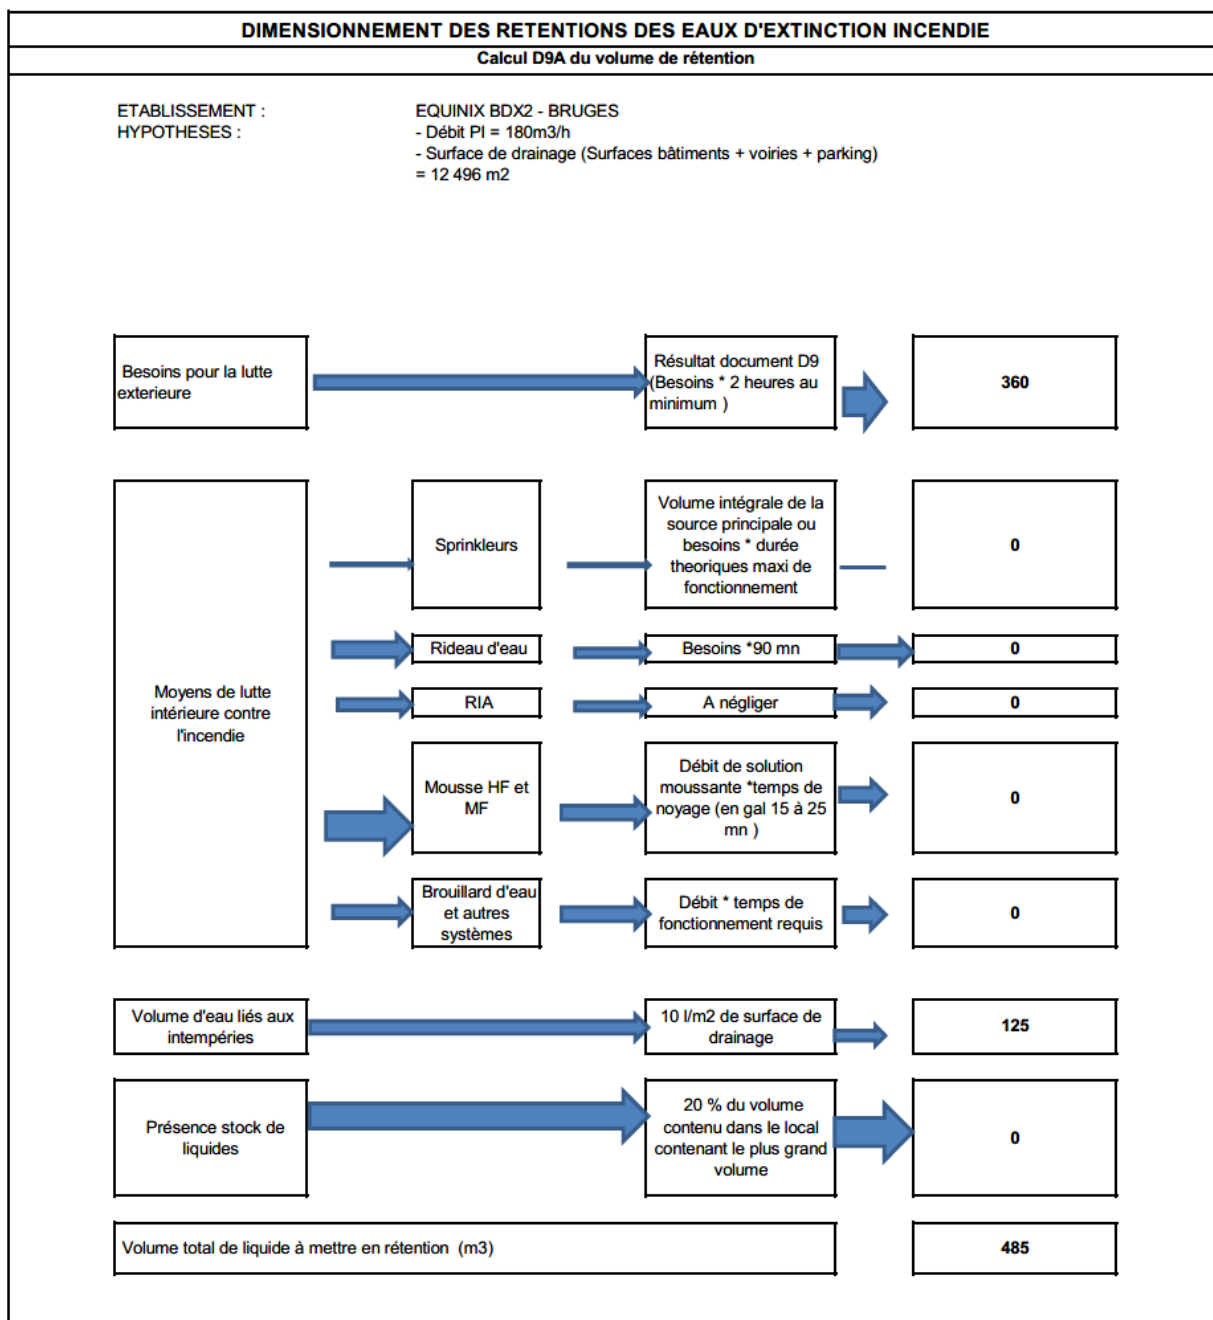 DIMENSIONNEMENT DES RETENTIONS DES EAUX D'EXTINCTION INCENDIE
Calcul D9A du volume de rétention
ETABLISSEMENT :
EQUINIX BDX2 - BRUGES
HYPOTHESES :
- Débit PI = 180m3/h
- Surface de drainage (Surfaces bâtiments + voiries + parking)
= 12 496 m2
Besoins pour la lutte
exterieure
Résultat document D9
(Besoins * 2 heures au
minimum )
360
Moyens de lutte
intérieure contre
l'incendie
Sprinkleurs
Volume intégrale de la
source principale ou
besoins * durée
theoriques maxi de
fonctionnement
0
Rideau d'eau
Besoins *90 mn
0
RIA
A négliger
0
Mousse HF et
MF
Débit de solution
moussante *temps de
noyage (en gal 15 à 25
mn )
0
Brouillard d'eau
et autres
systèmes
Débit * temps de
fonctionnement requis
0
Volume d'eau liés aux
intempéries
10 l/m2 de surface de
drainage
125
Présence stock de
liquides
20 % du volume
contenu dans le local
contenant le plus grand
volume
0
Volume total de liquide à mettre en rétention (m3)
485